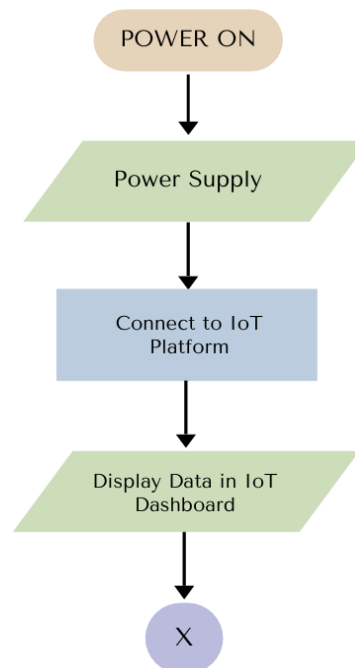 POWER ON
Power Supply
Connect to IoT
Platform
Display Data in IoT
Dashboard
X